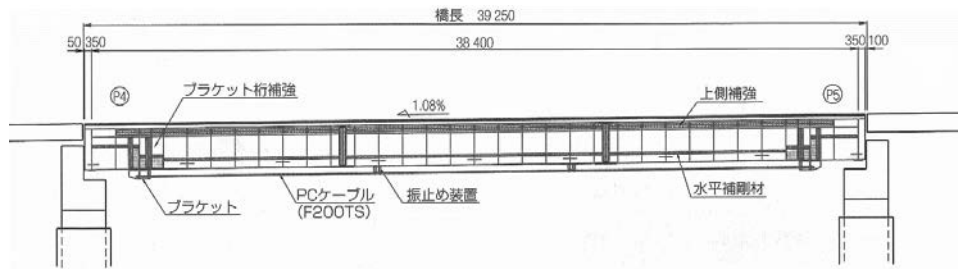 橋長 39 250
50 350 38 400 350 100
P4 ブラケット桁補強 1.08% 上側補強 P5
ブラケット PCケーブル 振止め装置 水平補剛材
(F200TS)